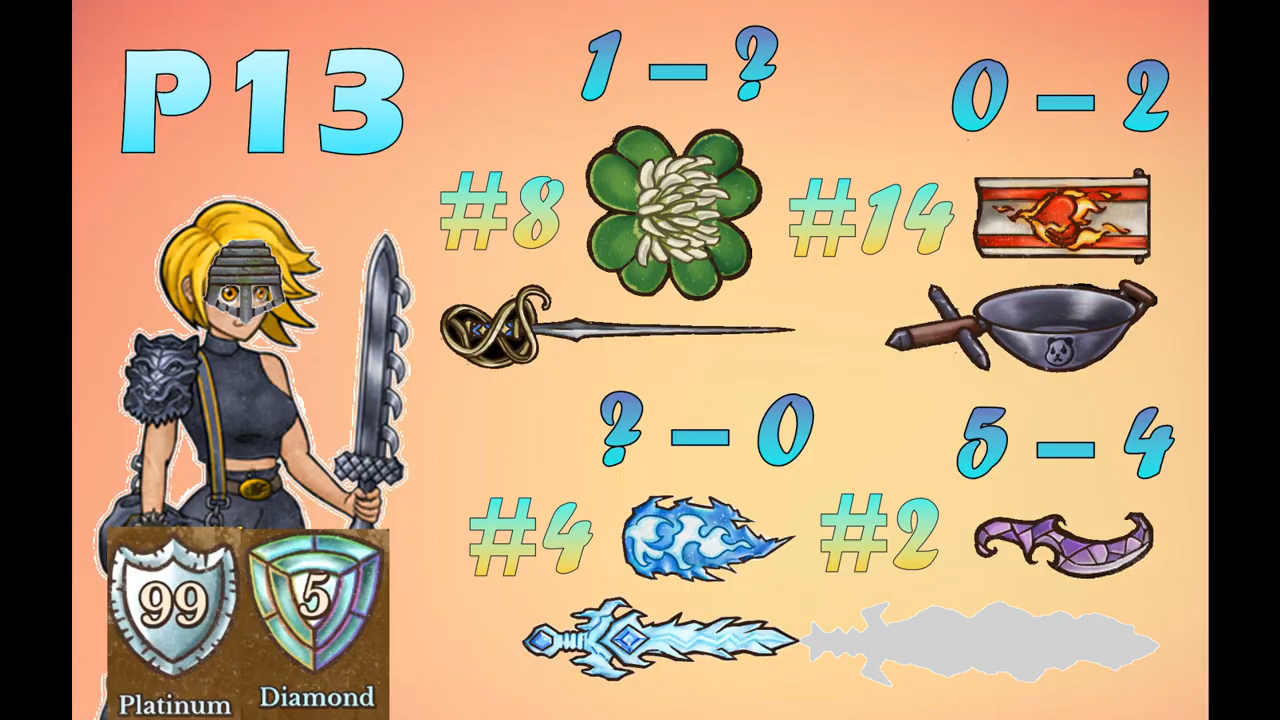 P13
1 – ?
0 – 2
#8
#14
? – 0
5 – 4
#4
#2
99
5
Platinum
Diamond